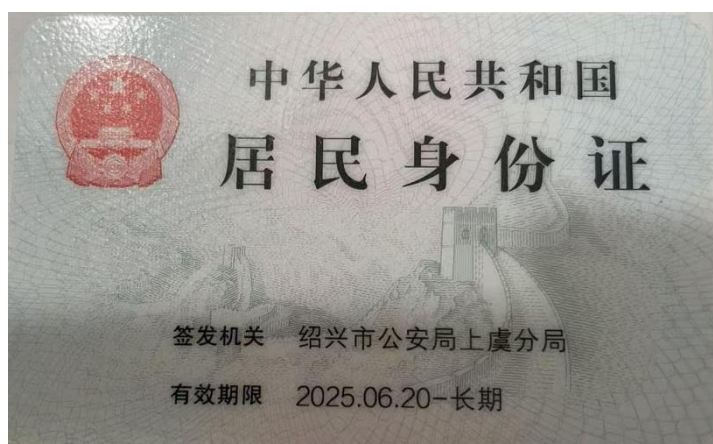 中华人民共和国
居民身份证
签发机关 绍兴市公安局上虞分局
有效期限 2025.06.20-长期